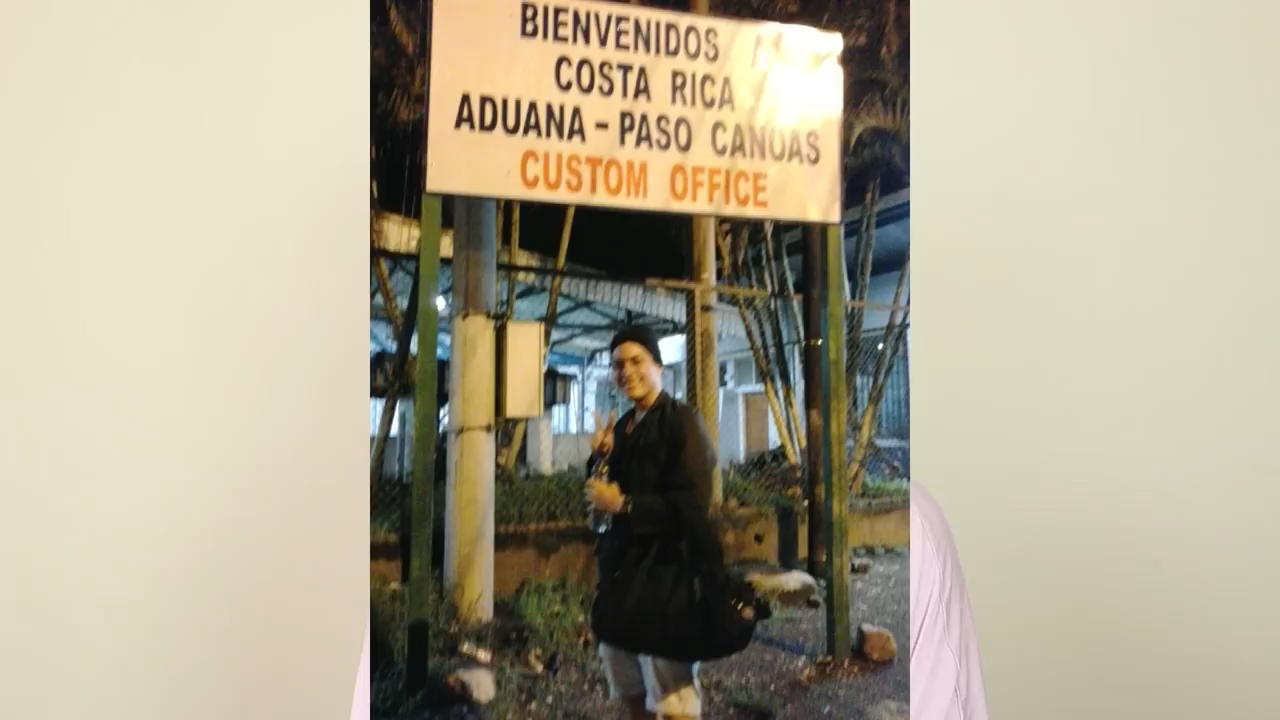 BIENVENIDOS
COSTA RICA
ADUANA - PASO CANOAS
CUSTOM OFFICE